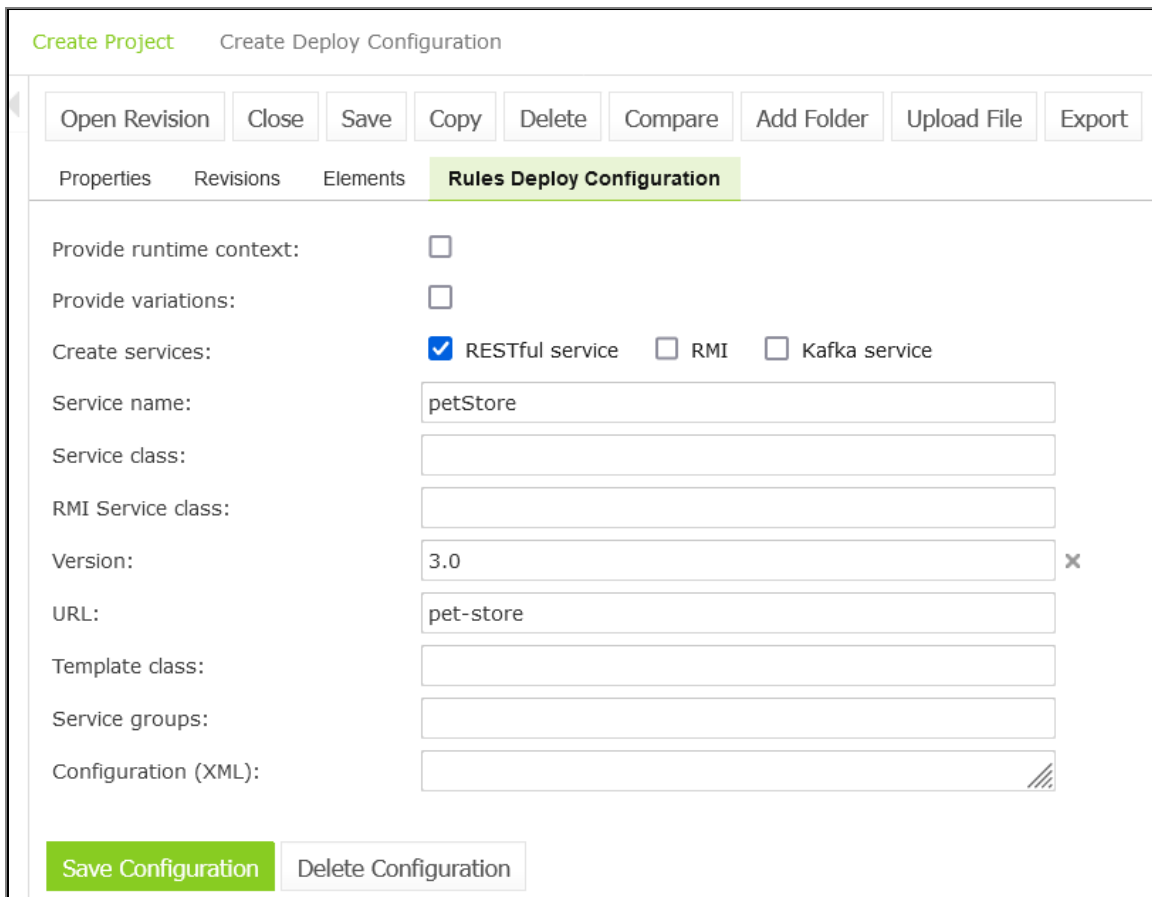 Create Project Create Deploy Configuration
Open Revision Close Save Copy Delete Compare Add Folder Upload File Export
Properties Revisions Elements Rules Deploy Configuration
Provide runtime context:
Provide variations:
Create services: RESTful service RMI Kafka service
Service name: petStore
Service class:
RMI Service class:
Version: 3.0
URL: pet-store
Template class:
Service groups:
Configuration (XML):
Save Configuration Delete Configuration